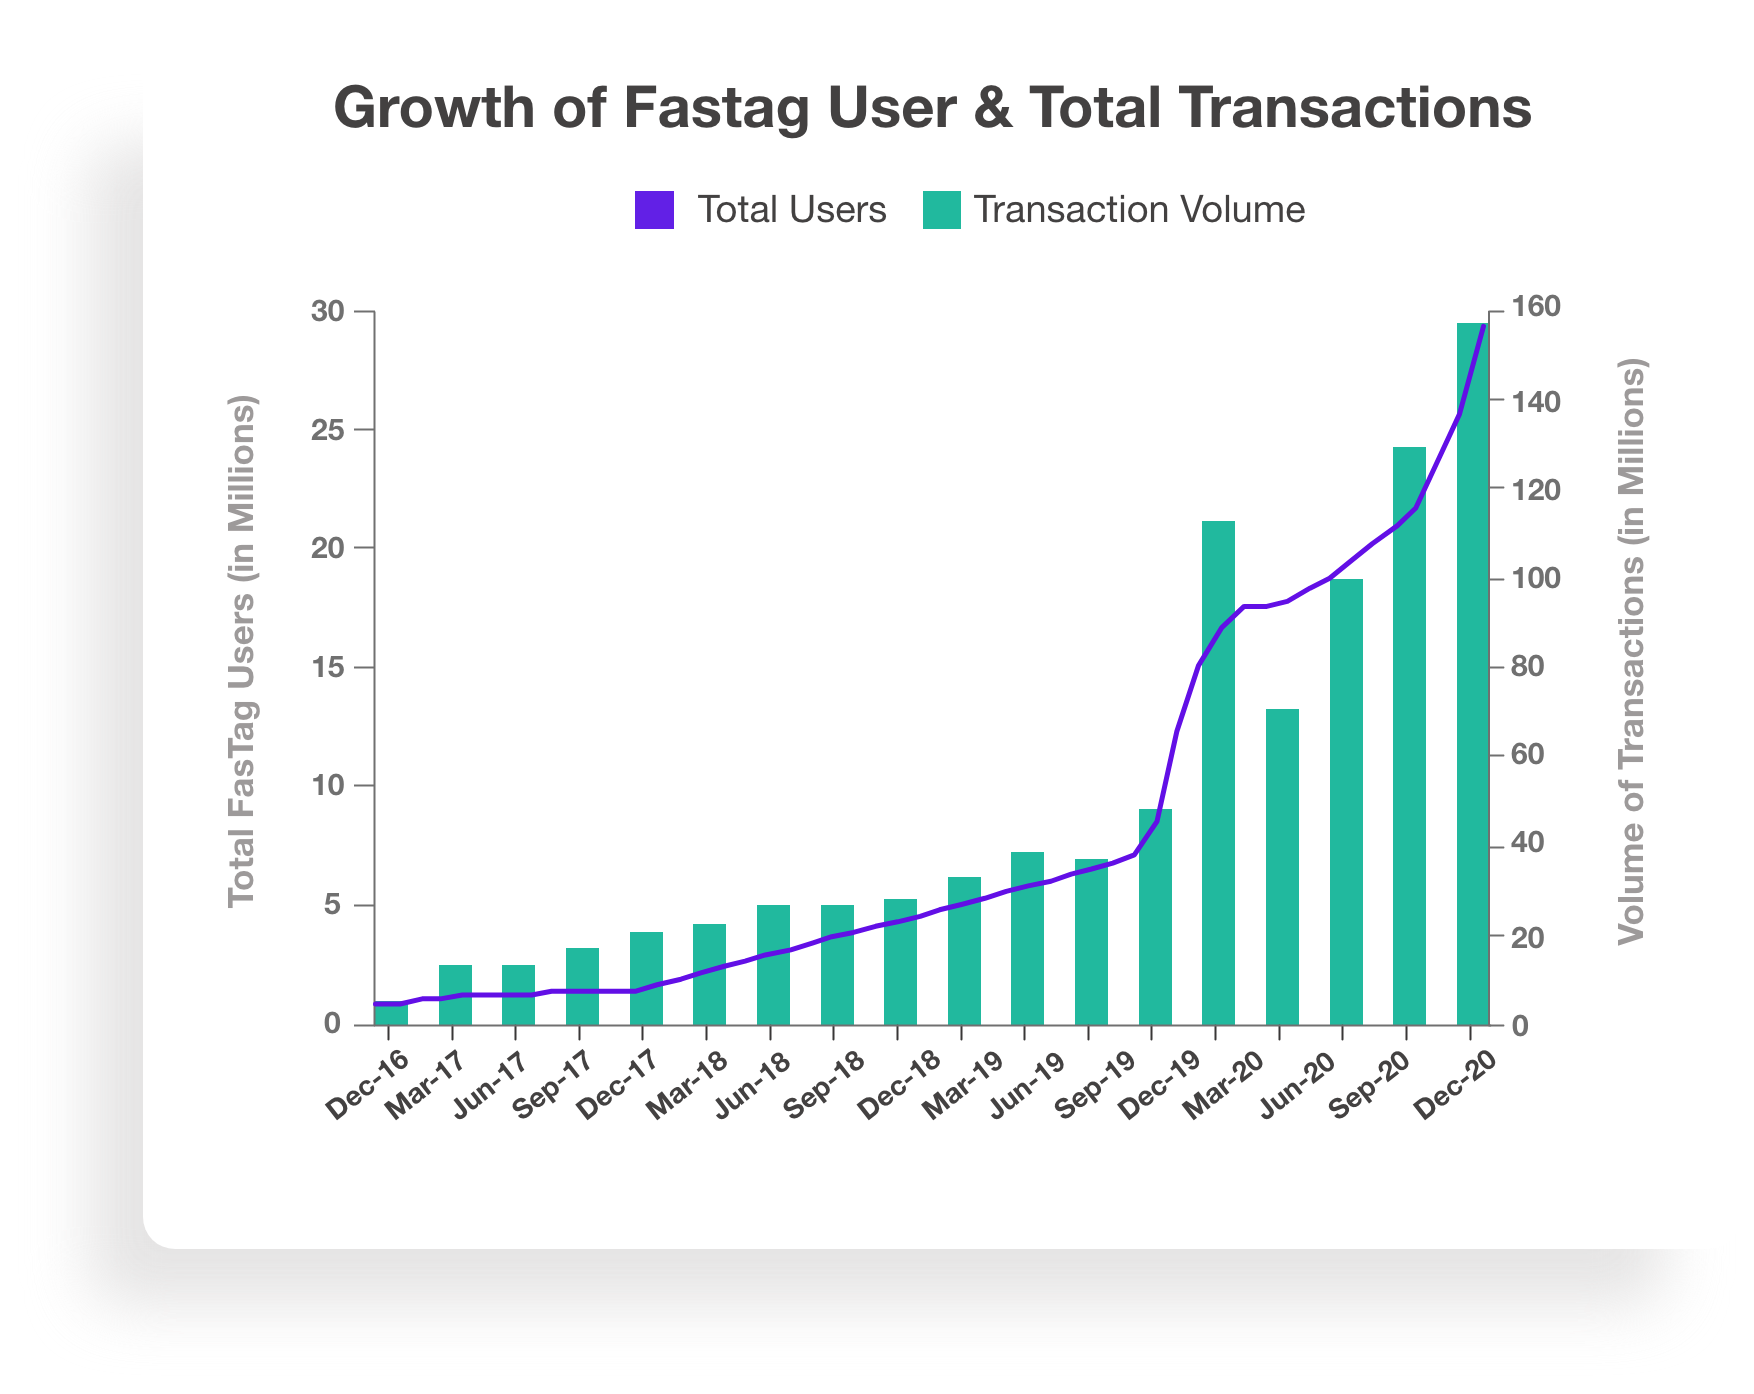 Growth of Fastag User & Total Transactions
Total Users
Transaction Volume
Total FasTag Users (in Millions)
30
25
20
15
10
5
0
160
140
120
100
80
60
40
20
0
Volume of Transactions (in Millions)
Dec-16
Mar-17
Jun-17
Sep-17
Dec-17
Mar-18
Jun-18
Sep-18
Dec-18
Mar-19
Jun-19
Sep-19
Dec-19
Mar-20
Jun-20
Sep-20
Dec-20